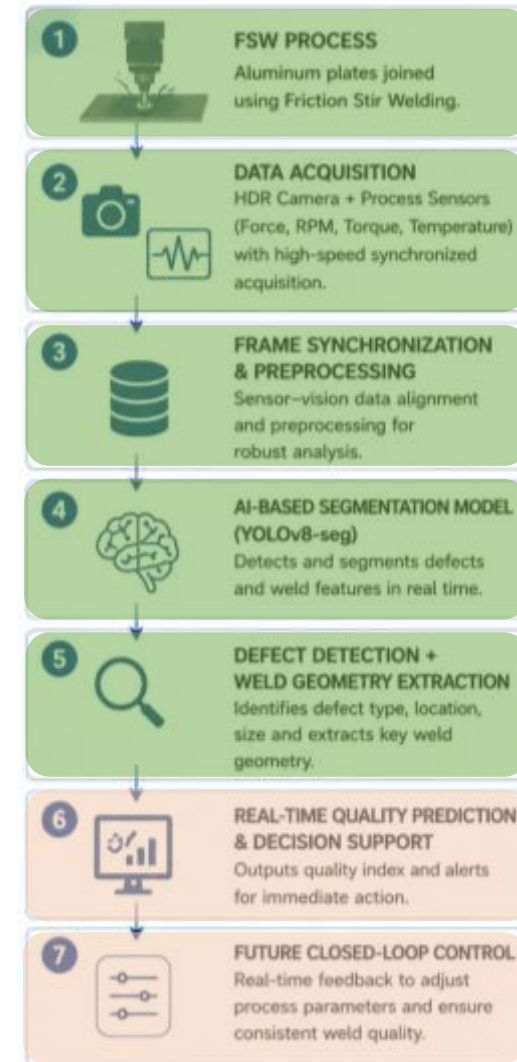 1
FSW PROCESS
Aluminum plates joined
using Friction Stir Welding.
2
DATA ACQUISITION
HDR Camera + Process Sensors
(Force, RPM, Torque, Temperature)
with high-speed synchronized
acquisition.
3
FRAME SYNCHRONIZATION
& PREPROCESSING
Sensor–vision data alignment
and preprocessing for
robust analysis.
4
AI-BASED SEGMENTATION MODEL
(YOLOv8-seg)
Detects and segments defects
and weld features in real time.
5
DEFECT DETECTION +
WELD GEOMETRY EXTRACTION
Identifies defect type, location,
size and extracts key weld
geometry.
6
REAL-TIME QUALITY PREDICTION
& DECISION SUPPORT
Outputs quality index and alerts
for immediate action.
7
FUTURE CLOSED-LOOP CONTROL
Real-time feedback to adjust
process parameters and ensure
consistent weld quality.